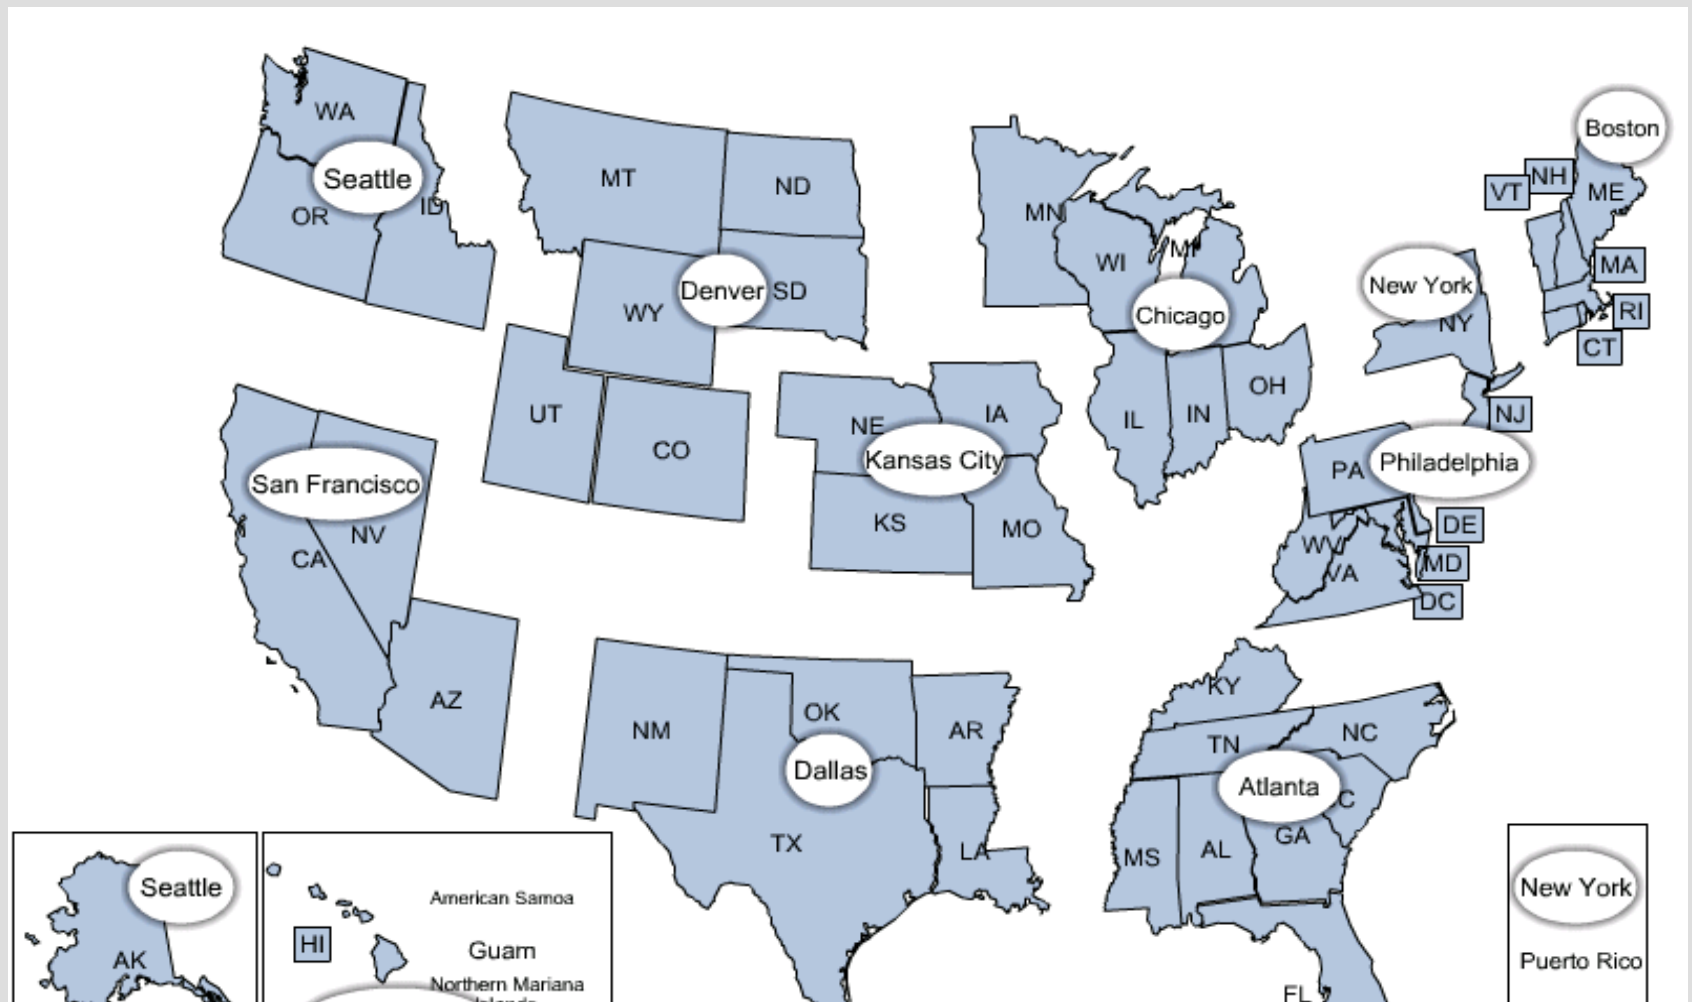 Boston
WA
NH
VT
ME
Seattle
MT
ND
ID
OR
MN
WI
MI
MA
New York
Denver
SD
WY
Chicago
RI
NY
CT
UT
CO
NE
IA
IL
IN
OH
NJ
Kansas City
PA
Philadelphia
San Francisco
NV
CA
KS
MO
DE
WV
VA
MD
DC
AZ
NM
OK
AR
KY
TN
NC
Dallas
Atlanta
C
TX
LA
MS
AL
GA
Seattle
AK
HI
American Samoa
Guam
Northern Mariana
Islands
New York
Puerto Rico
FL